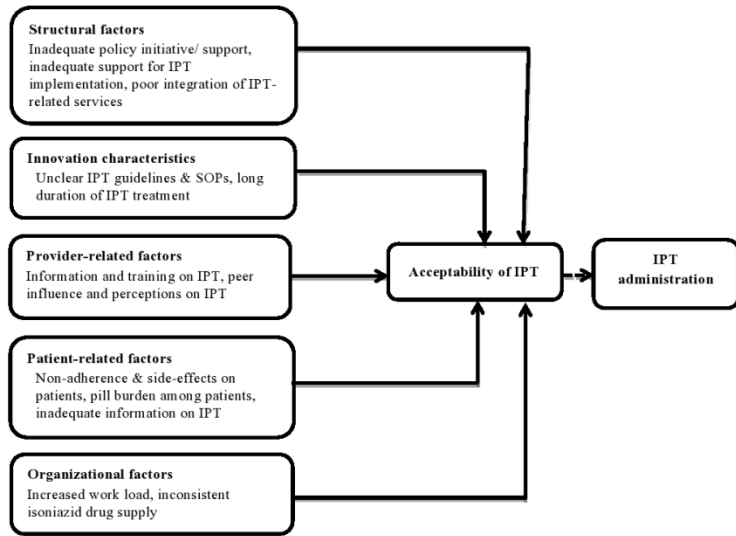 Structural factors
Inadequate policy initiative/ support,
inadequate support for IPT
implementation, poor integration of IPT-
related services
Innovation characteristics
Unclear IPT guidelines & SOPs, long
duration of IPT treatment
Provider-related factors
Information and training on IPT, peer
influence and perceptions on IPT
Acceptability of IPT
IPT
administration
Patient-related factors
Non-adherence & side-effects on
patients, pill burden among patients,
inadequate information on IPT
Organizational factors
Increased work load, inconsistent
isoniazid drug supply